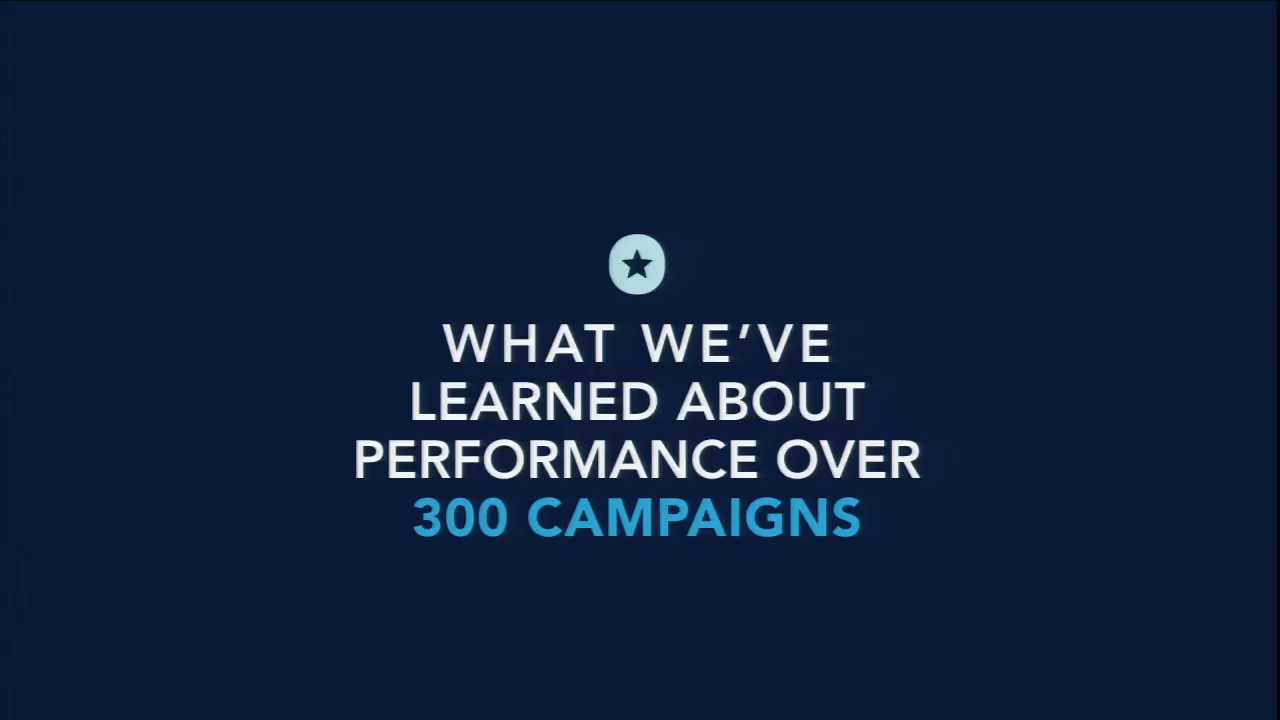 WHAT WE’VE
LEARNED ABOUT
PERFORMANCE OVER
300 CAMPAIGNS